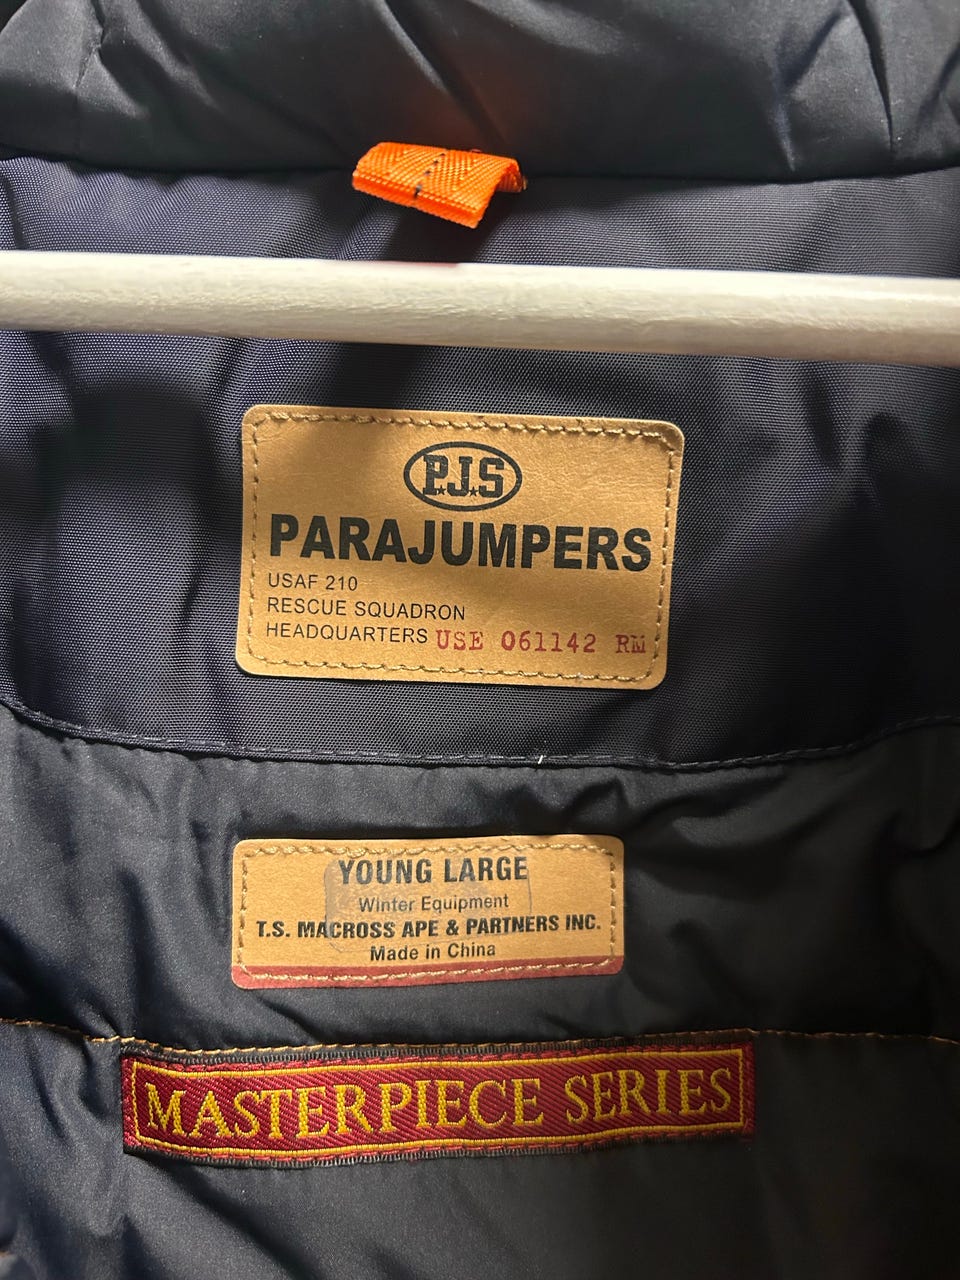 P.J.S
PARAJUMPERS
USAF 210
RESCUE SQUADRON
HEADQUARTERS USE 061142 RM
YOUNG LARGE
Winter Equipment
T.S. MACROSS APE & PARTNERS INC.
Made in China
MASTERPIECE SERIES